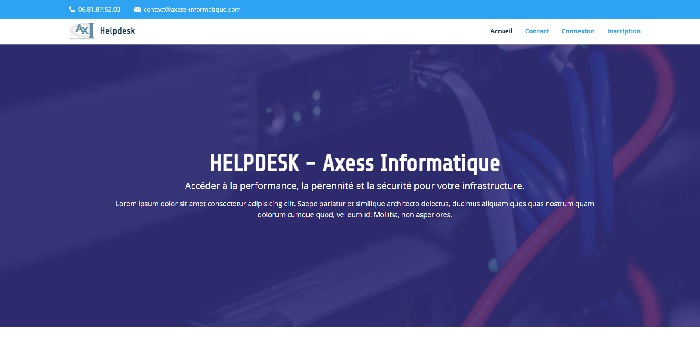 06.81.87.52.03 contact@axess-informatique.com
AXI Helpdesk Accueil Contact Connexion Inscription
HELPDESK - Axess Informatique
Accéder à la performance, la pérennité et la sécurité pour votre infrastructure.
Lorem ipsum dolor sit amet consectetur adipisicing elit. Saepe pariatur et similique architecto delectus, ducimus aliquam quos quas nostrum quam
dolorum cumque quod, vel eum id. Mollitia, non asperiores.